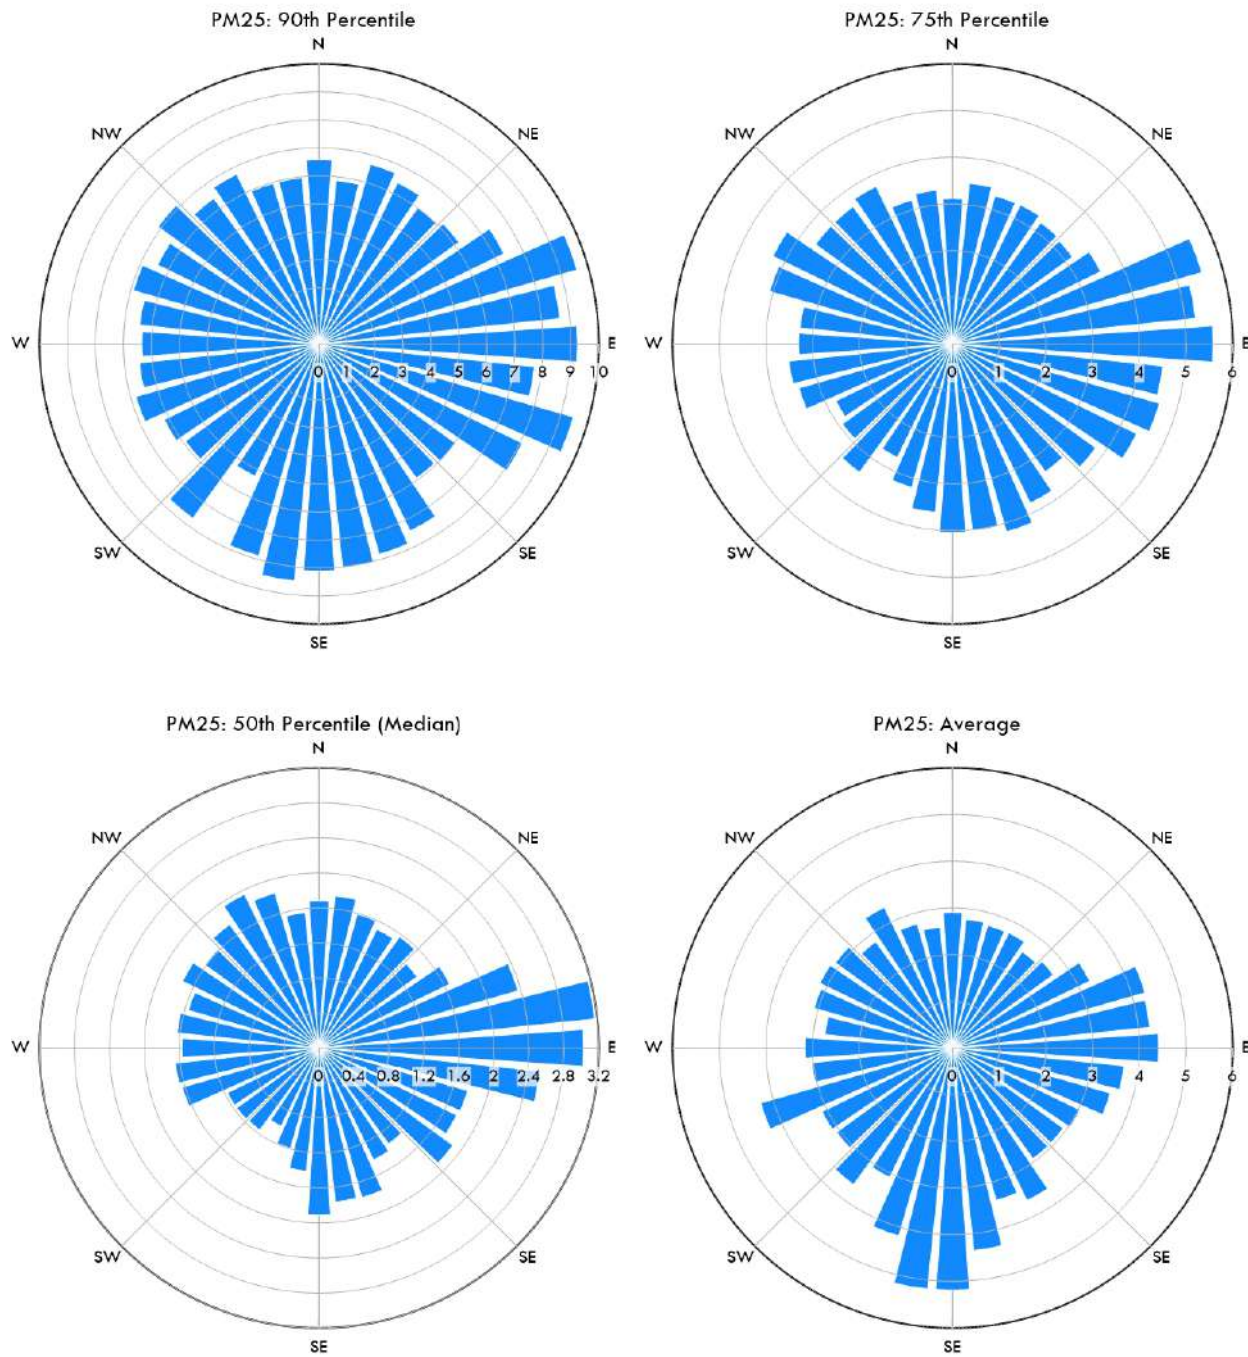 PM25: 90th Percentile
N
NW
NE
W
E
0 1 2 3 4 5 6 7 8 9 10
SW
SE
SE
PM25: 75th Percentile
N
NW
NE
W
E
0 1 2 3 4 5 6
SW
SE
SE
PM25: 50th Percentile (Median)
N
NW
NE
W
E
0 0.4 0.8 1.2 1.6 2 2.4 2.8 3.2
SW
SE
SE
PM25: Average
N
NW
NE
W
E
0 1 2 3 4 5 6
SW
SE
SE